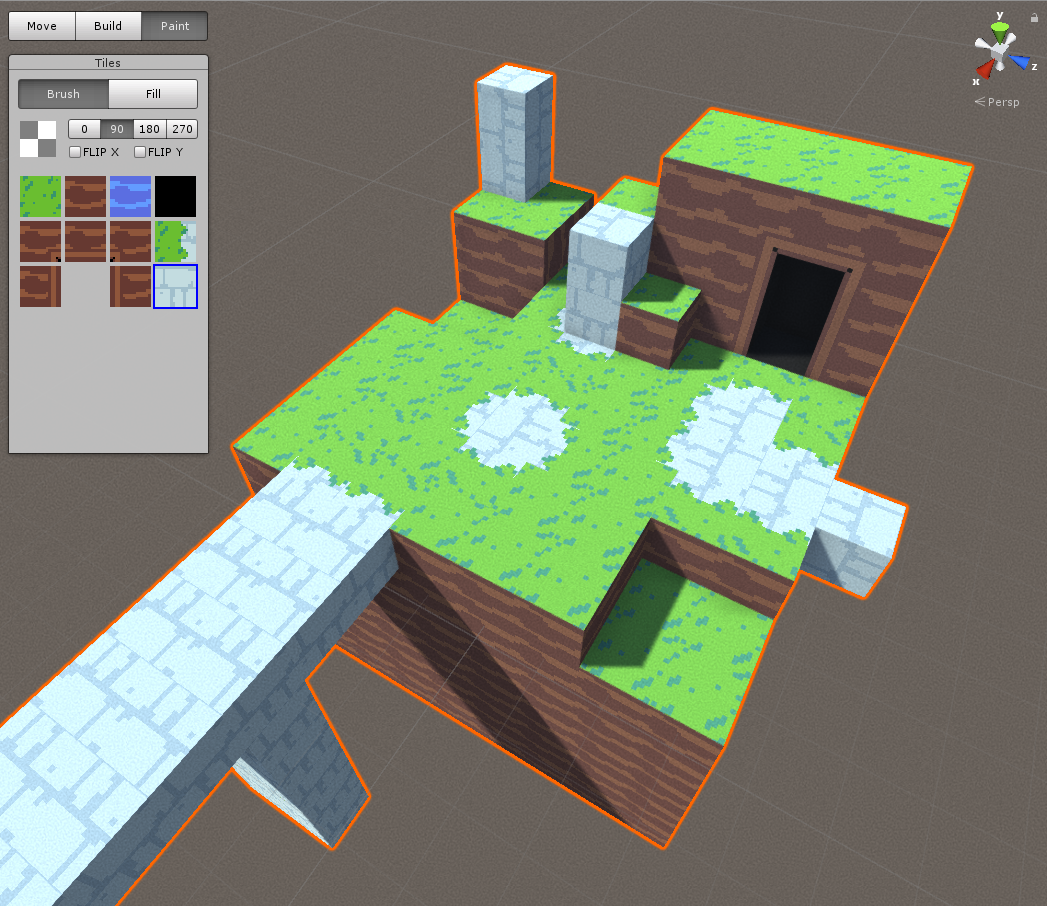 Move Build Paint
Tiles
Brush Fill
0 90 180 270
FLIP X FLIP Y
y
z
x
Persp